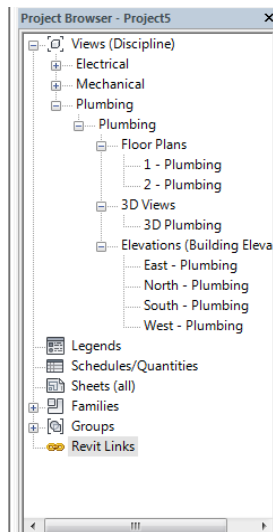 Project Browser - Project5
Views (Discipline)
Electrical
Mechanical
Plumbing
Plumbing
Floor Plans
1 - Plumbing
2 - Plumbing
3D Views
3D Plumbing
Elevations (Building Eleva
East - Plumbing
North - Plumbing
South - Plumbing
West - Plumbing
Legends
Schedules/Quantities
Sheets (all)
Families
Groups
Revit Links